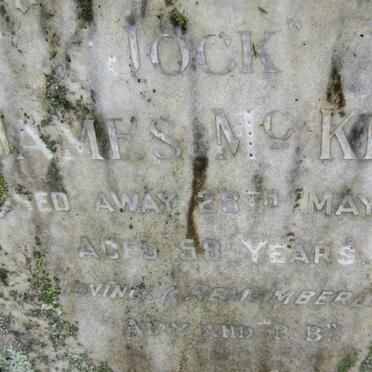 "JOCK"
JAMES McK
PASSED AWAY 28TH MAY
AGED 58 YEARS
LOVINGLY REMEMBERED
AMY AND "P.B".